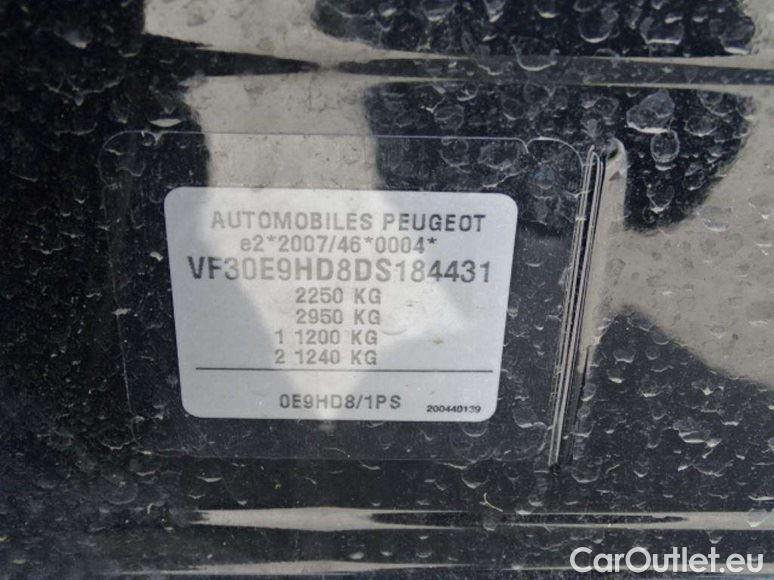 AUTOMOBILES PEUGEOT
e2*2007/46*0004*
VF30E9HD8DS184431
2250 KG
2950 KG
1 1200 KG
2 1240 KG
0E9HD8/1PS
200440139
CarOutlet.eu